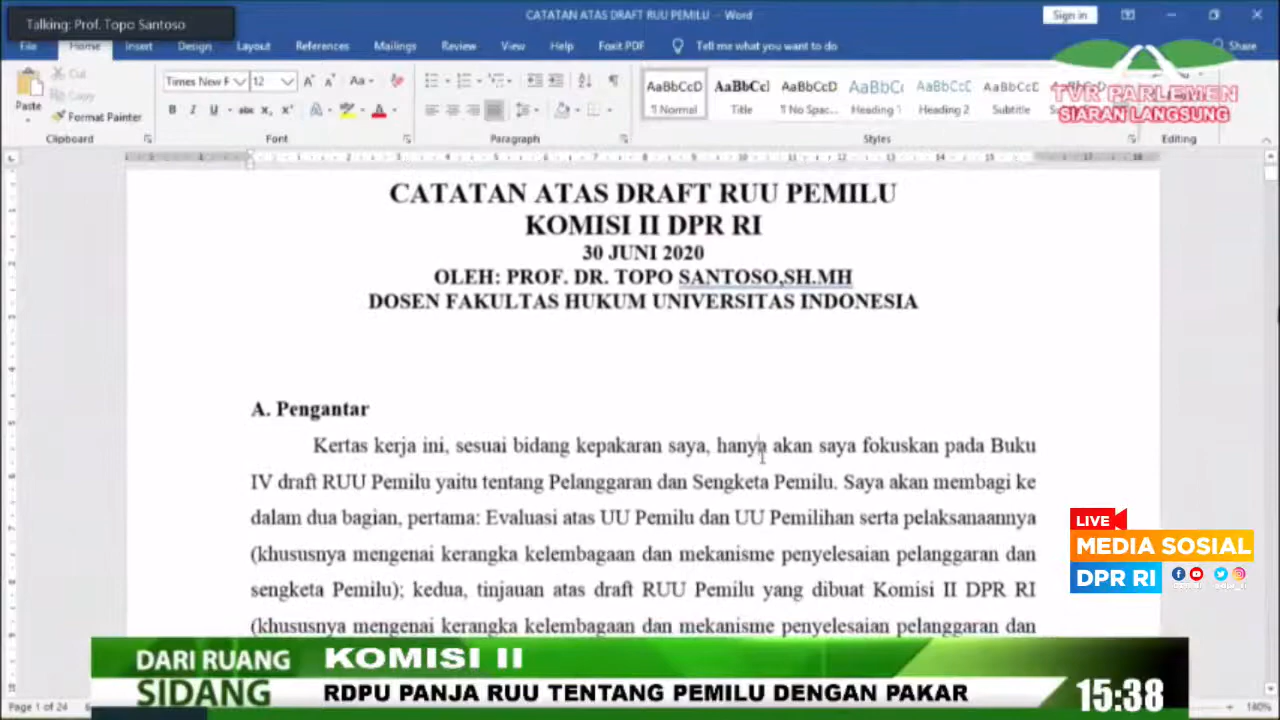 Talking: Prof. Topo Santoso
CATATAN ATAS DRAFT RUU PEMILU - Word
Sign in
File Home Insert Design Layout References Mailings Review View Help Foxit PDF Tell me what you want to do Share
Cut
Copy
Paste
Format Painter
Clipboard
Times New R 12
Font
Paragraph
AaBbCcD AaBbCcl AaBbCcD AaBbCc AaBbCcD AaBbCcD
¶ Normal Title ¶ No Spac... Heading 1 Heading 2 Subtitle
Styles
Editing
TVR PARLEMEN
SIARAN LANGSUNG
CATATAN ATAS DRAFT RUU PEMILU
KOMISI II DPR RI
30 JUNI 2020
OLEH: PROF. DR. TOPO SANTOSO,SH.MH
DOSEN FAKULTAS HUKUM UNIVERSITAS INDONESIA
A. Pengantar
Kertas kerja ini, sesuai bidang kepakaran saya, hanya akan saya fokuskan pada Buku
IV draft RUU Pemilu yaitu tentang Pelanggaran dan Sengketa Pemilu. Saya akan membagi ke
dalam dua bagian, pertama: Evaluasi atas UU Pemilu dan UU Pemilihan serta pelaksanaannya
(khususnya mengenai kerangka kelembagaan dan mekanisme penyelesaian pelanggaran dan
sengketa Pemilu); kedua, tinjauan atas draft RUU Pemilu yang dibuat Komisi II DPR RI
(khususnya mengenai kerangka kelembagaan dan mekanisme penyelesaian pelanggaran dan
LIVE
MEDIA SOSIAL
DPR RI
DARI RUANG
SIDANG
KOMISI II
RDPU PANJA RUU TENTANG PEMILU DENGAN PAKAR
15:38
Page 1 of 24
180%